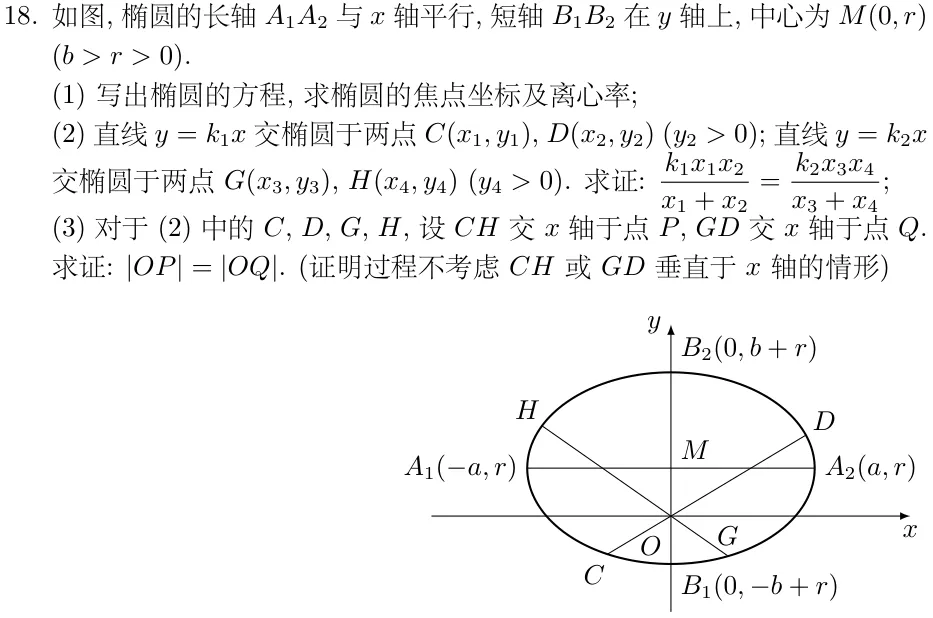 18. 如图, 椭圆的长轴 A₁A₂ 与 x 轴平行, 短轴 B₁B₂ 在 y 轴上, 中心为 M(0, r)
(b > r > 0).
(1) 写出椭圆的方程, 求椭圆的焦点坐标及离心率;
(2) 直线 y = k₁x 交椭圆于两点 C(x₁, y₁), D(x₂, y₂) (y₂ > 0); 直线 y = k₂x
交椭圆于两点 G(x₃, y₃), H(x₄, y₄) (y₄ > 0). 求证: \frac{k₁x₁x₂}{x₁ + x₂} = \frac{k₂x₃x₄}{x₃ + x₄};
(3) 对于 (2) 中的 C, D, G, H, 设 CH 交 x 轴于点 P, GD 交 x 轴于点 Q.
求证: |OP| = |OQ|. (证明过程不考虑 CH 或 GD 垂直于 x 轴的情形)
y
B₂(0, b + r)
H
D
M
A₁(−a, r)
A₂(a, r)
x
O
G
C
B₁(0, −b + r)